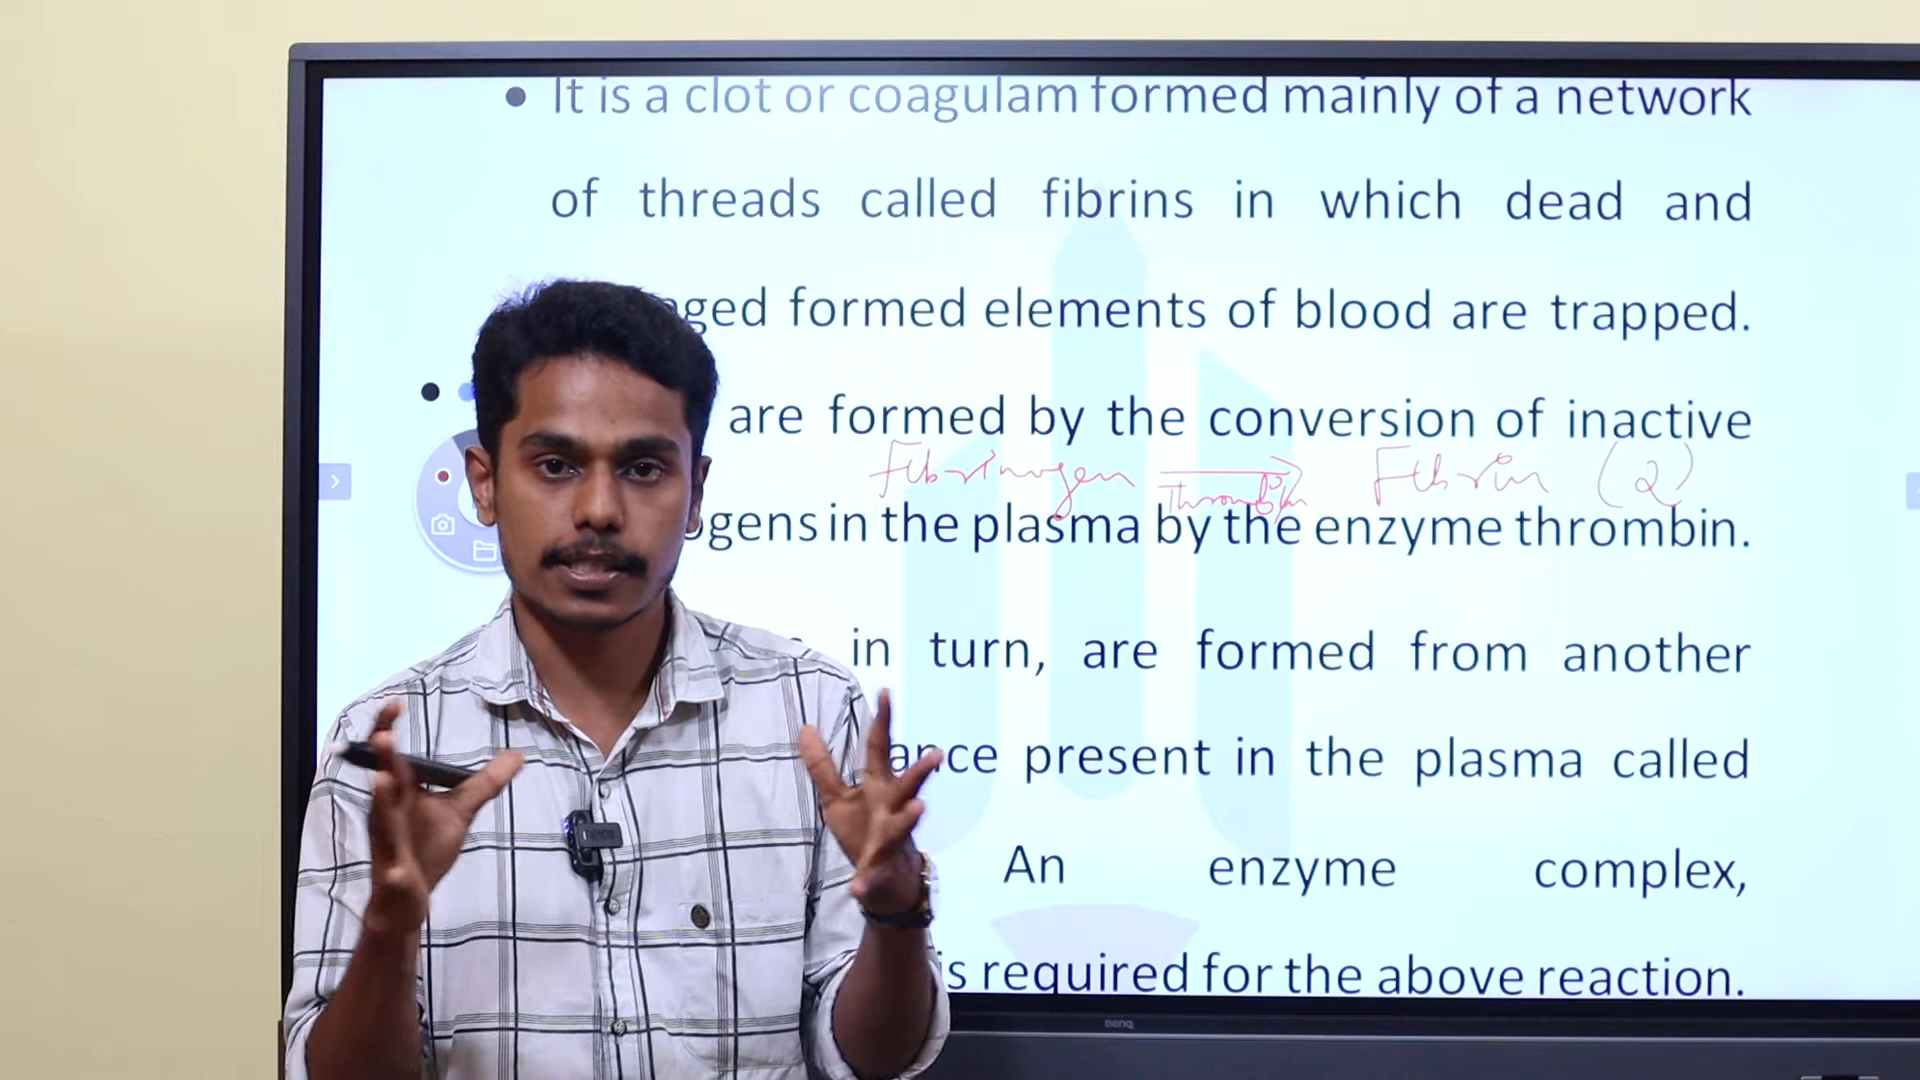 • It is a clot or coagulam formed mainly of a network
of threads called fibrins in which dead and
ged formed elements of blood are trapped.
are formed by the conversion of inactive
Fibrinogen Thrombin Fibrin (2)
ogens in the plasma by the enzyme thrombin.
in turn, are formed from another
ance present in the plasma called
An enzyme complex,
is required for the above reaction.
BenQ